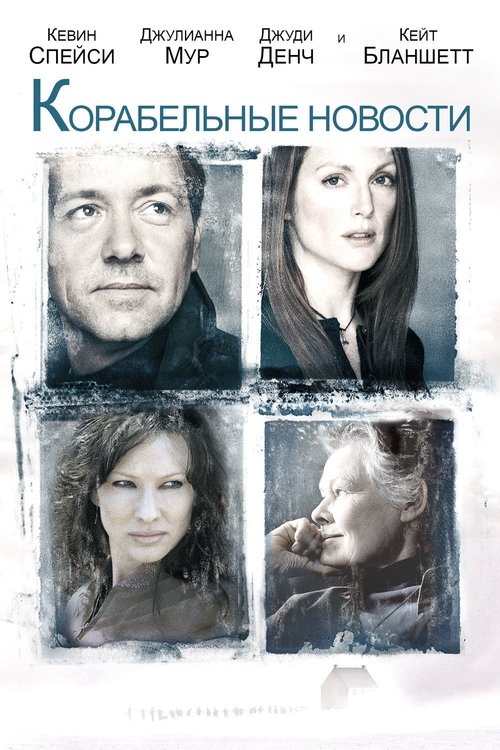 КЕВИН ДЖУЛИАННА ДЖУДИ И КЕЙТ
СПЕЙСИ МУР ДЕНЧ БЛАНШЕТТ
КОРАБЕЛЬНЫЕ НОВОСТИ